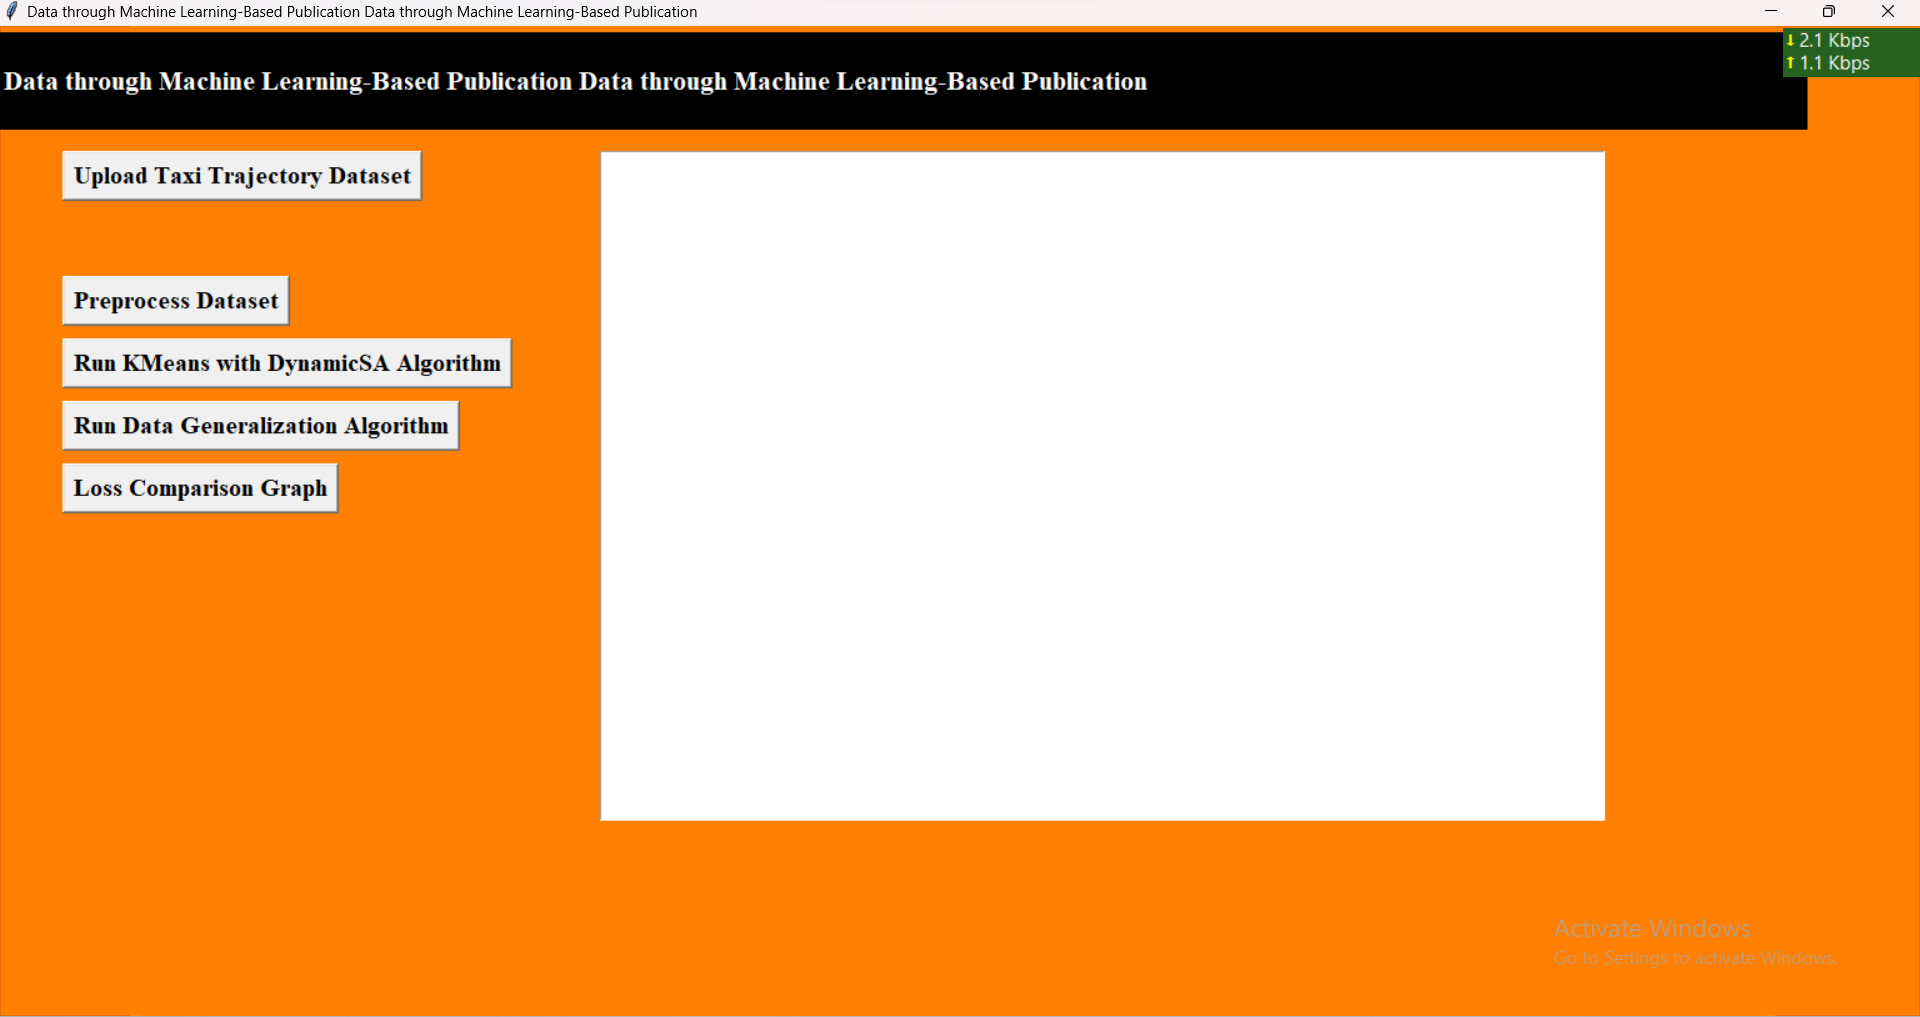 Data through Machine Learning-Based Publication Data through Machine Learning-Based Publication
↓ 2.1 Kbps
↑ 1.1 Kbps
Data through Machine Learning-Based Publication Data through Machine Learning-Based Publication
Upload Taxi Trajectory Dataset
Preprocess Dataset
Run KMeans with DynamicSA Algorithm
Run Data Generalization Algorithm
Loss Comparison Graph
Activate Windows
Go to Settings to activate Windows.